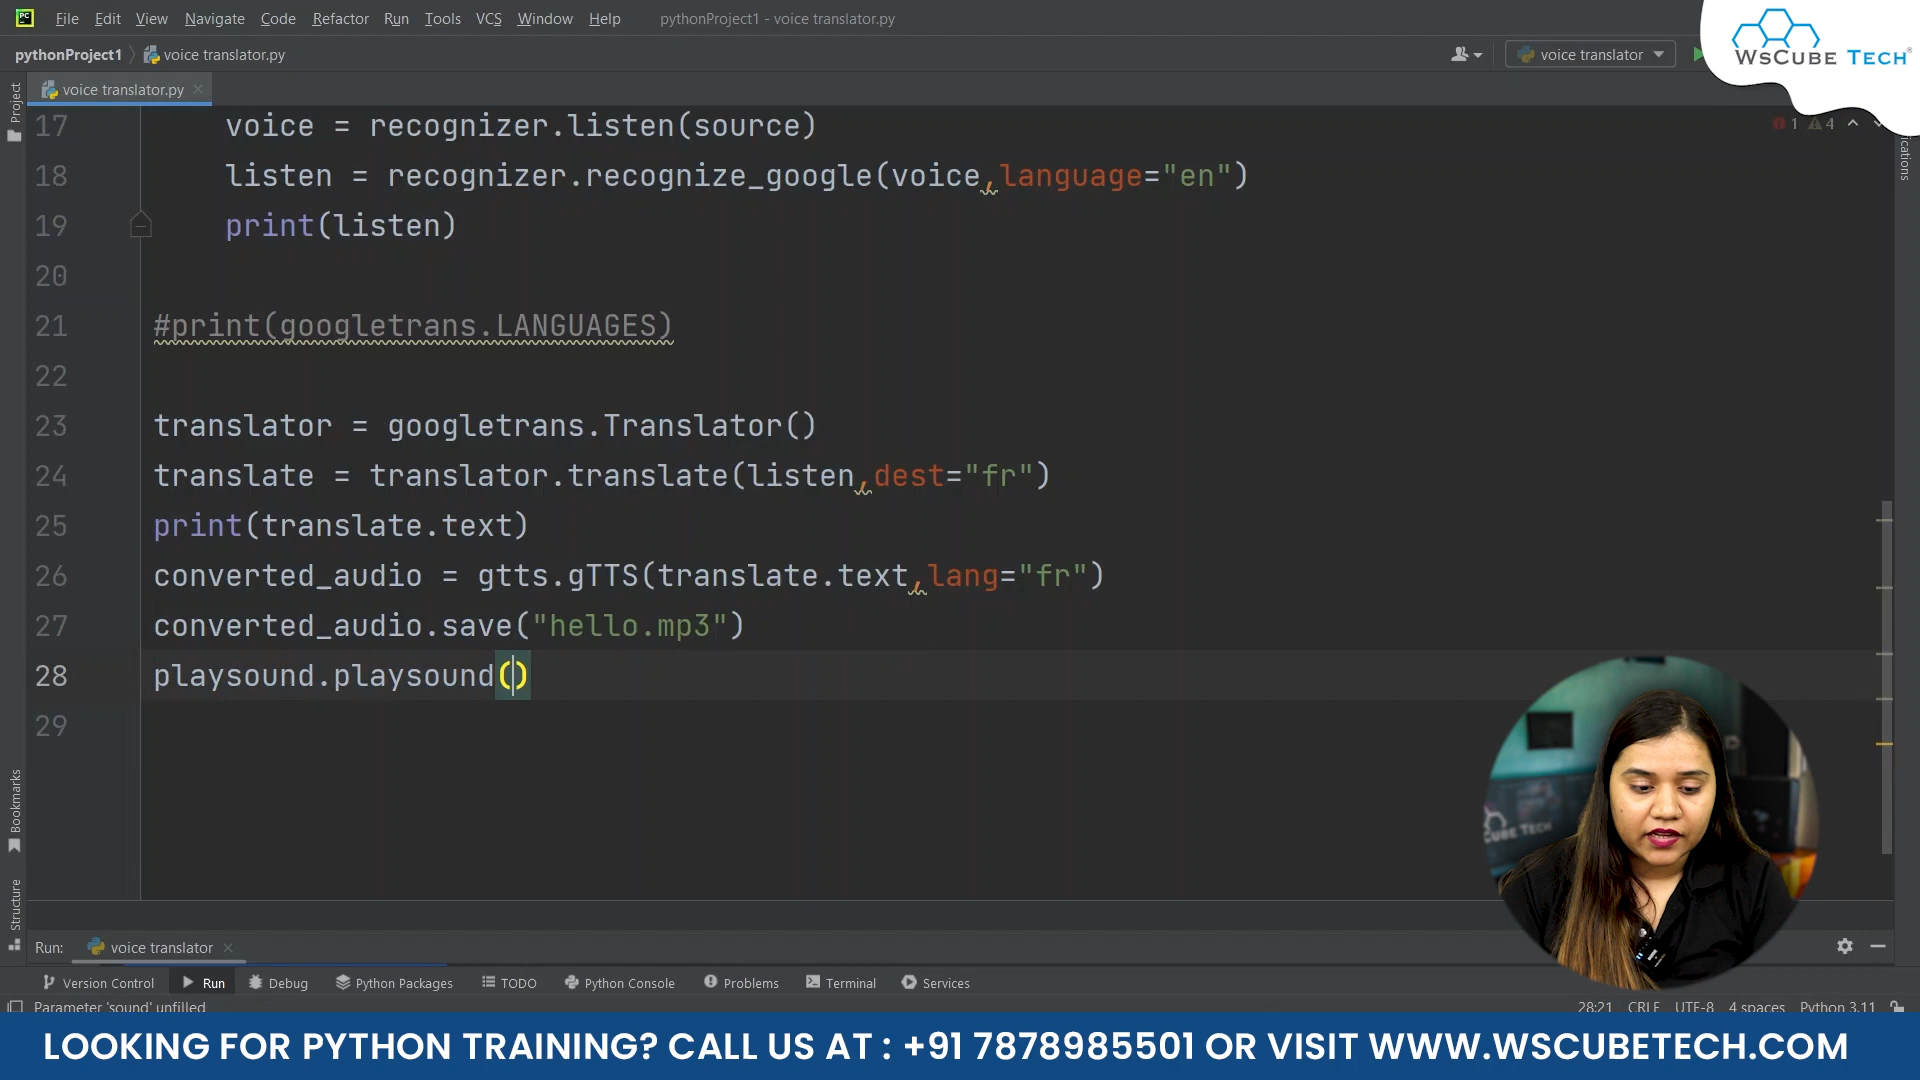 File Edit View Navigate Code Refactor Run Tools VCS Window Help pythonProject1 - voice translator.py
WsCube Tech
pythonProject1 voice translator.py voice translator
Project voice translator.py
1 4
17 voice = recognizer.listen(source)
18 listen = recognizer.recognize_google(voice,language="en")
19 print(listen)
20
21 #print(googletrans.LANGUAGES)
22
23 translator = googletrans.Translator()
24 translate = translator.translate(listen,dest="fr")
25 print(translate.text)
26 converted_audio = gtts.gTTS(translate.text,lang="fr")
27 converted_audio.save("hello.mp3")
28 playsound.playsound()
29
Bookmarks
Structure
Run: voice translator
Version Control Run Debug Python Packages TODO Python Console Problems Terminal Services
Parameter 'sound' unfilled 28:21 CRLF UTF-8 4 spaces Python 3.11
LOOKING FOR PYTHON TRAINING? CALL US AT : +91 7878985501 OR VISIT WWW.WSCUBETECH.COM